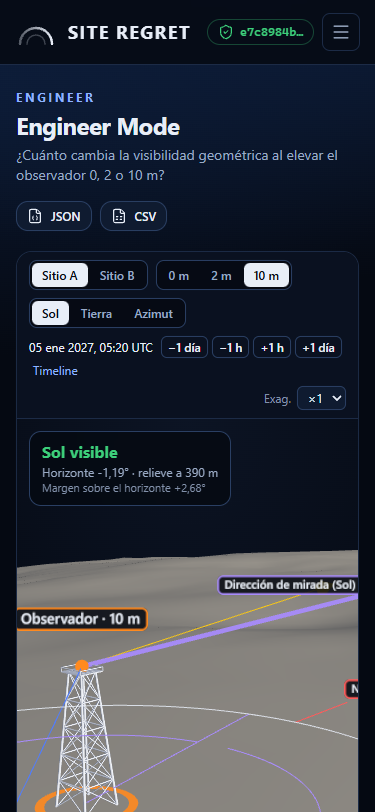 SITE REGRET
e7c8984b…
ENGINEER
Engineer Mode
¿Cuánto cambia la visibilidad geométrica al elevar el
observador 0, 2 o 10 m?
JSON CSV
Sitio A Sitio B 0 m 2 m 10 m
Sol Tierra Azimut
05 ene 2027, 05:20 UTC −1 día −1 h +1 h +1 día
Timeline
Exag. ×1
Sol visible
Horizonte -1,19° · relieve a 390 m
Margen sobre el horizonte +2,68°
Dirección de mirada (Sol)
Observador · 10 m
N